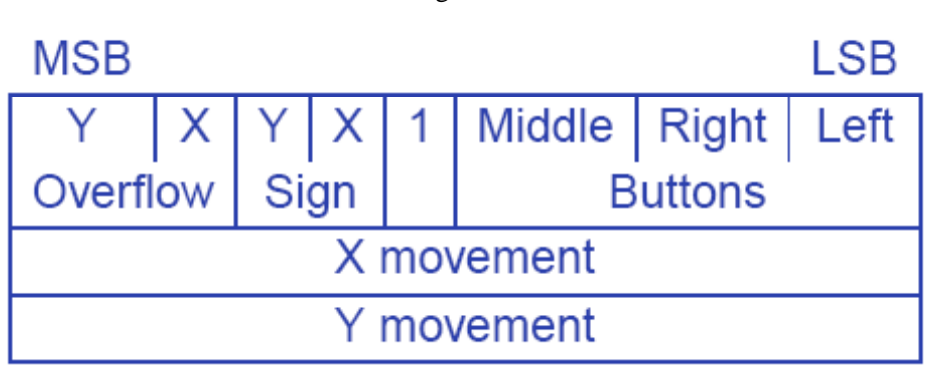 MSB LSB
Y X Y X 1 Middle Right Left
Overflow Sign Buttons
X movement
Y movement